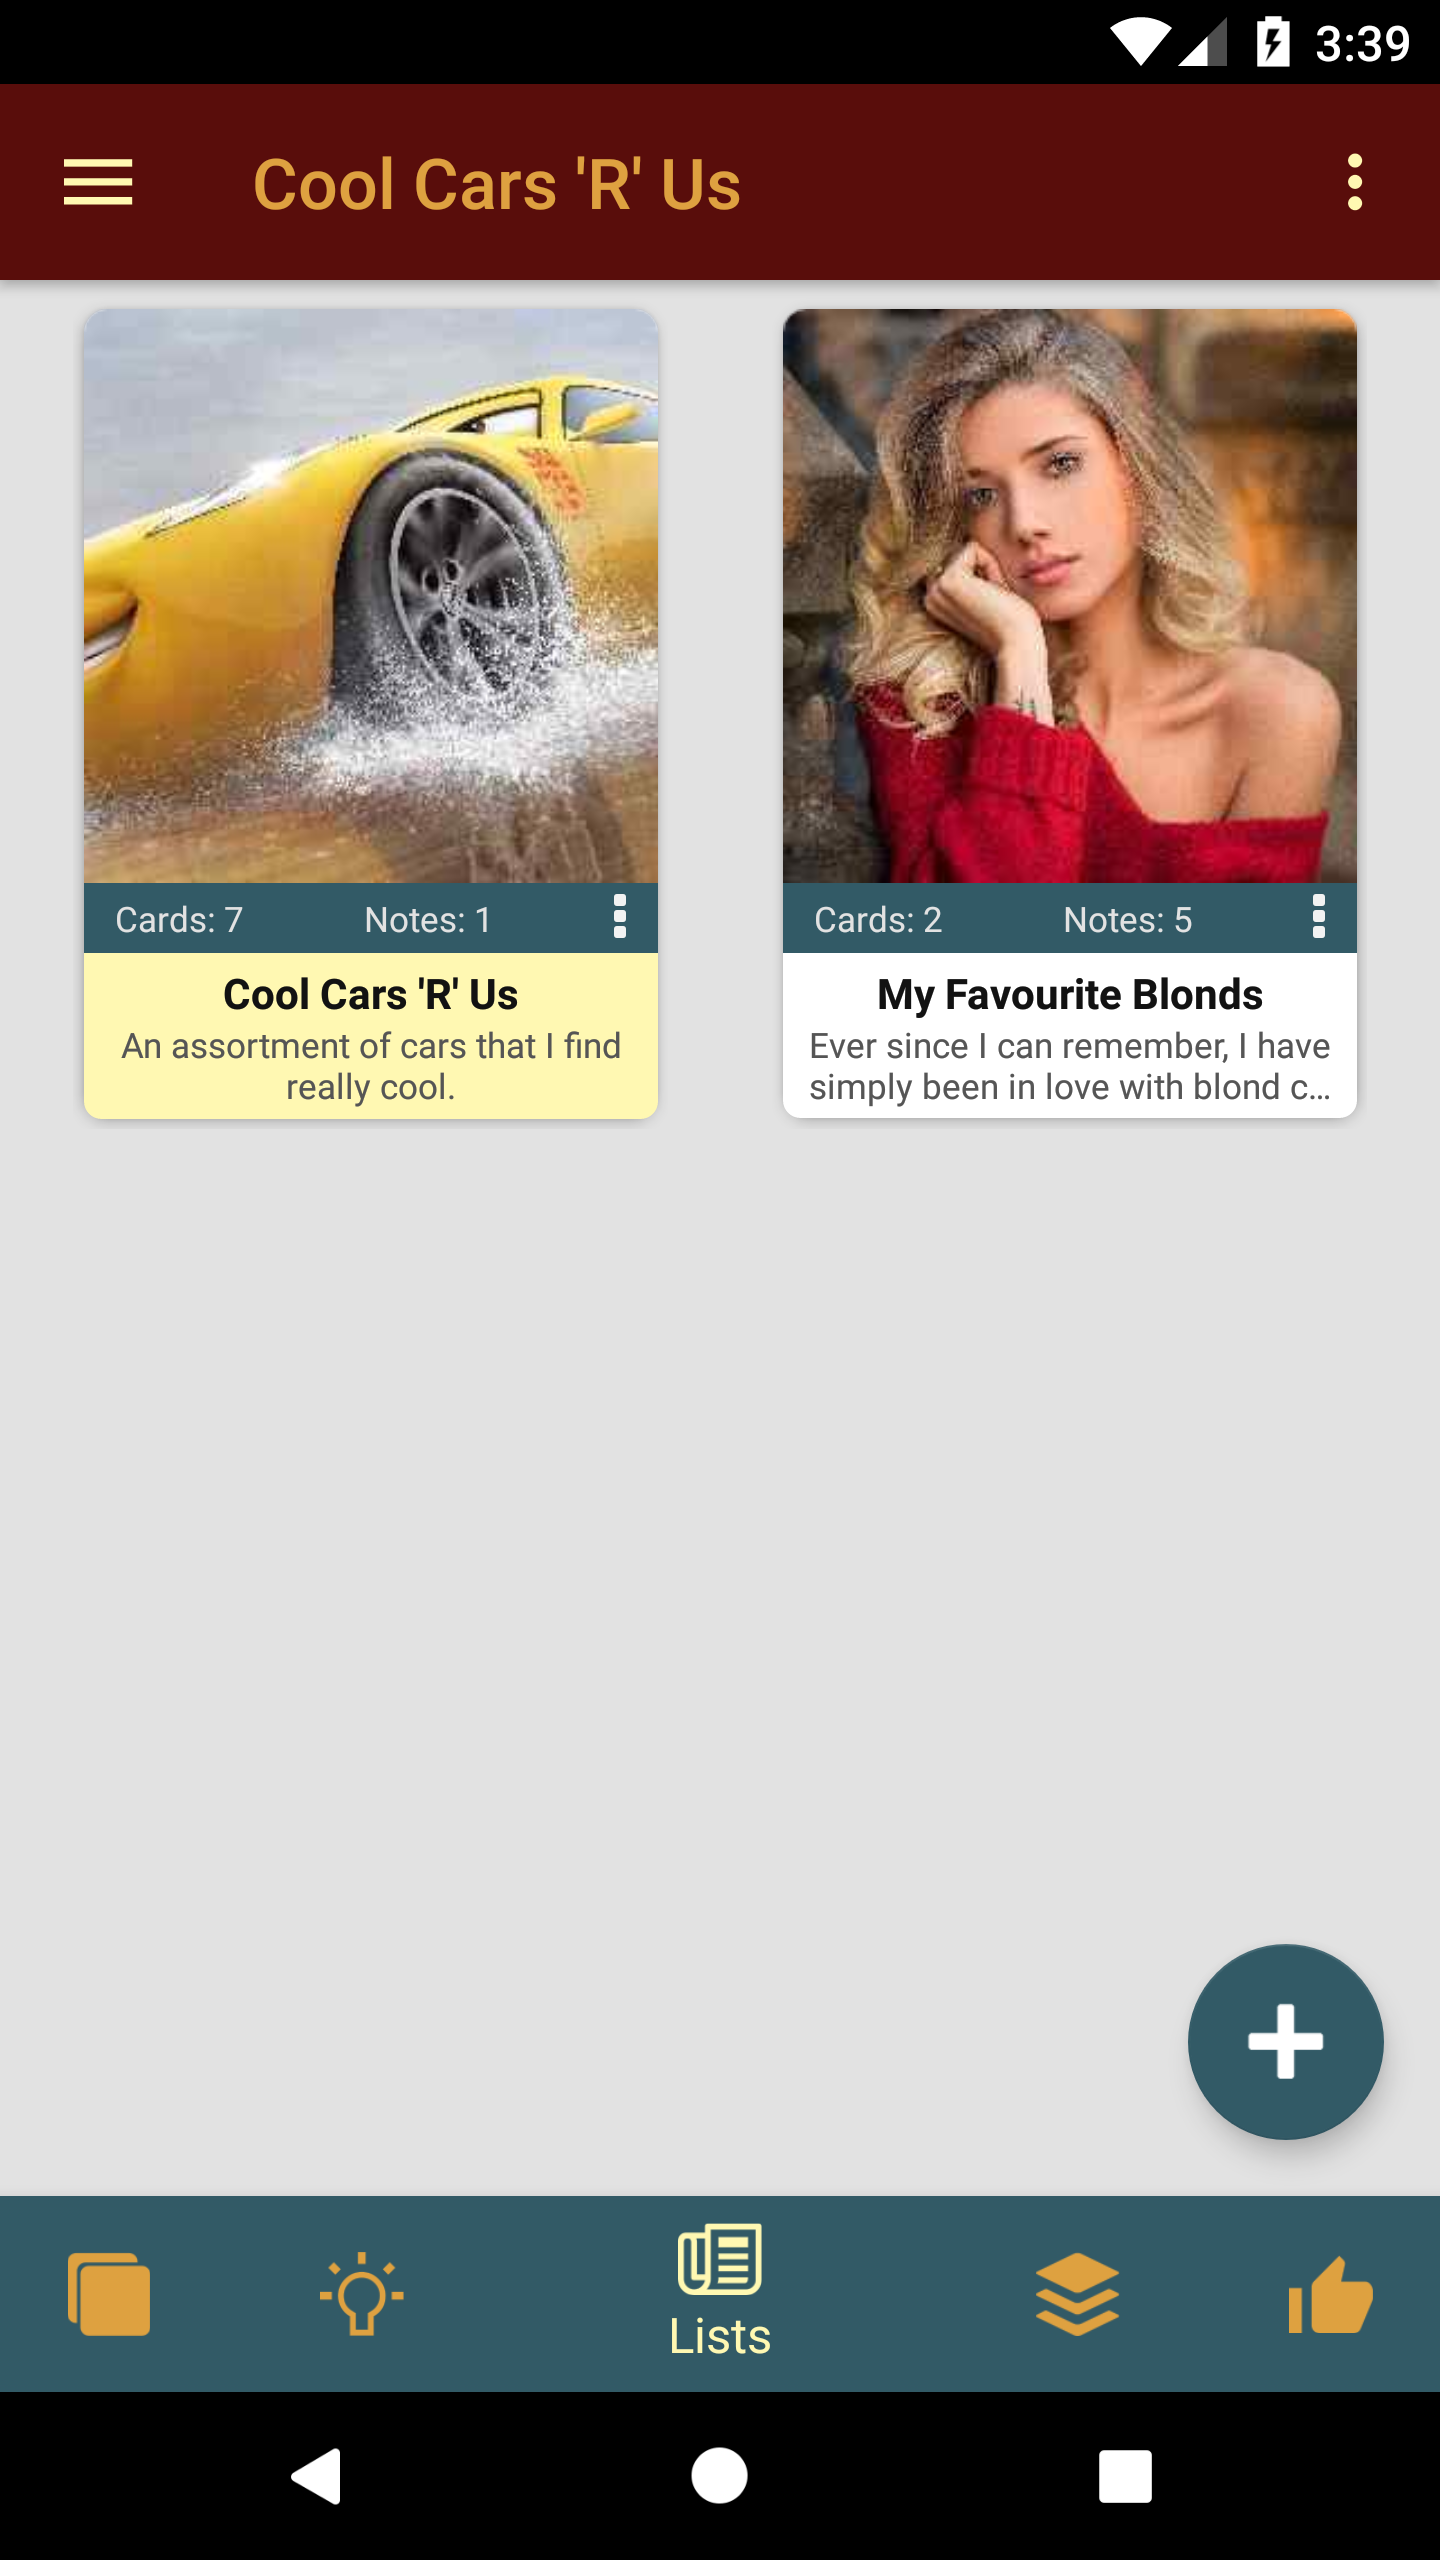 3:39
Cool Cars 'R' Us
Cards: 7 Notes: 1
Cool Cars 'R' Us
An assortment of cars that I find
really cool.
Cards: 2 Notes: 5
My Favourite Blonds
Ever since I can remember, I have
simply been in love with blond c...
Lists